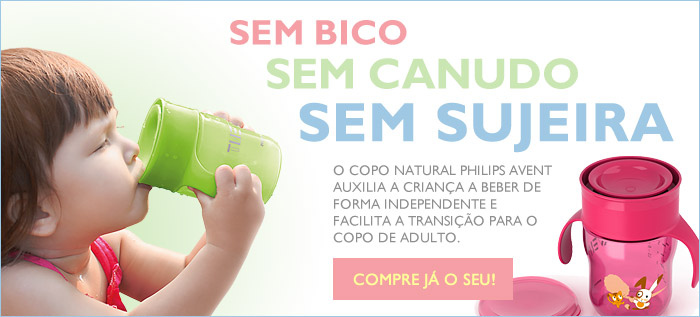 SEM BICO
SEM CANUDO
SEM SUJEIRA
O COPO NATURAL PHILIPS AVENT
AUXILIA A CRIANÇA A BEBER DE
FORMA INDEPENDENTE E
FACILITA A TRANSIÇÃO PARA O
COPO DE ADULTO.
COMPRE JÁ O SEU!